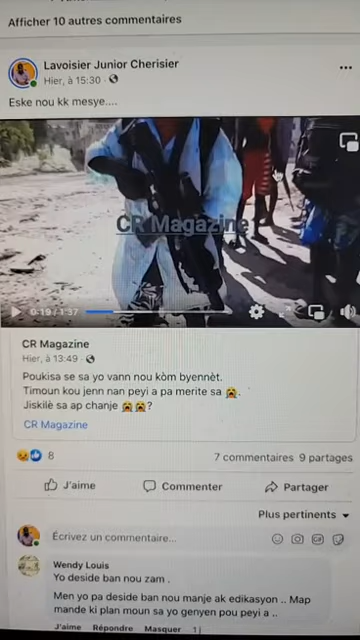 Afficher 10 autres commentaires
Lavoisier Junior Cherisier
Hier, à 15:30
Eske nou kk mesye....
CR Magazine
0:19 / 1:37
CR Magazine
Hier, à 13:49
Poukisa se sa yo vann nou kòm byennèt.
Timoun kou jenn nan peyi a pa merite sa 😭.
Jiskilè sa ap chanje 😭😭?
CR Magazine
8
7 commentaires 9 partages
J'aime
Commenter
Partager
Plus pertinents
Écrivez un commentaire...
Wendy Louis
Yo deside ban nou zam .
Men yo pa deside ban nou manje ak edikasyon .. Map
mande ki plan moun sa yo genyen pou peyi a ..
J'aime Répondre Masquer